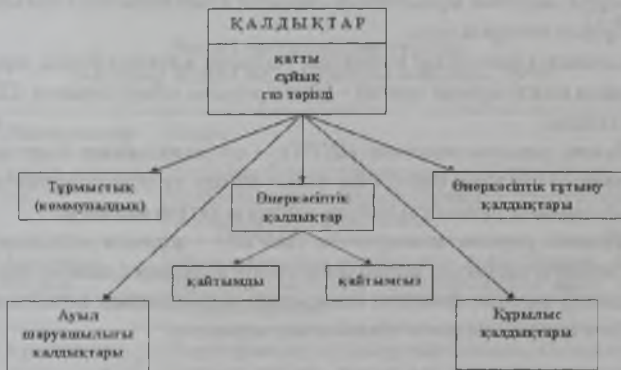 ҚАЛДЫҚТАР
қатты
сұйық
газ тәрізді
Тұрмыстық
(коммуналдық)
Өнеркәсіптік
қалдықтар
Өнеркәсіптік тұтыну
қалдықтары
қайтымды
қайтымсыз
Ауыл
шаруашылығы
қалдықтары
Құрылыс
қалдықтары